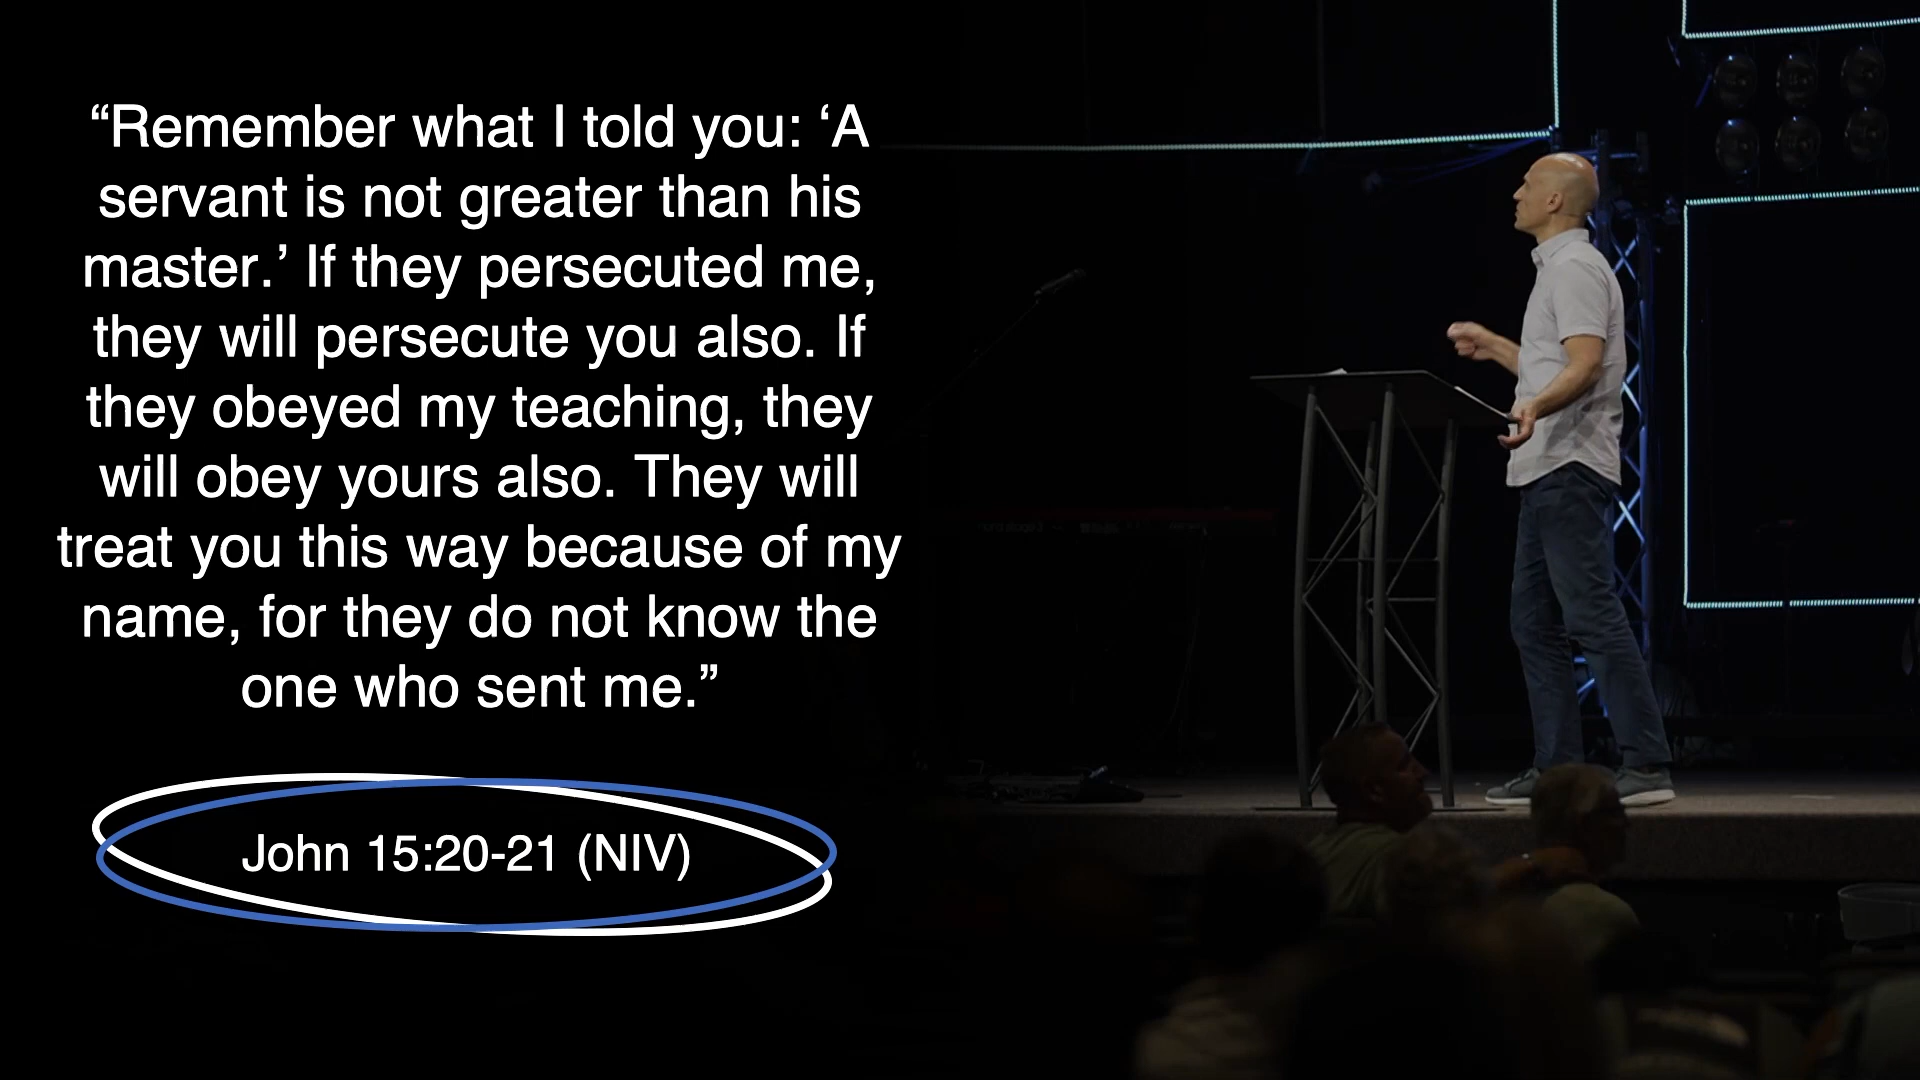 “Remember what I told you: ‘A
servant is not greater than his
master.’ If they persecuted me,
they will persecute you also. If
they obeyed my teaching, they
will obey yours also. They will
treat you this way because of my
name, for they do not know the
one who sent me.”
John 15:20-21 (NIV)